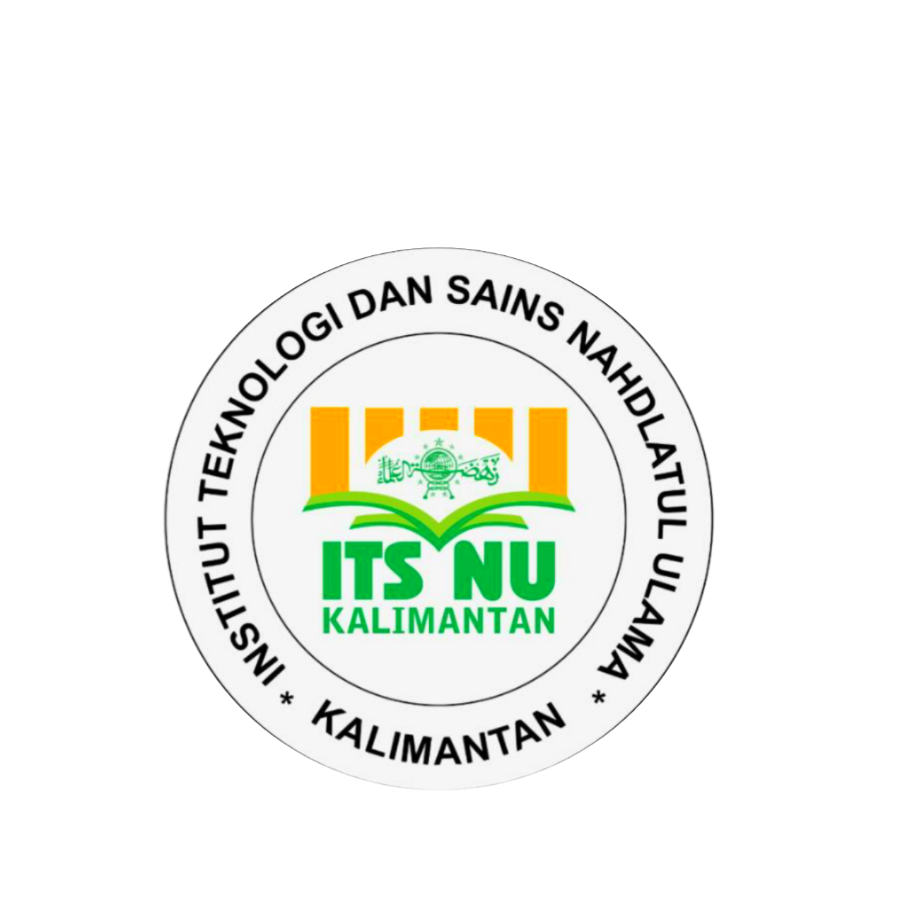 INSTITUT TEKNOLOGI DAN SAINS NAHDLATUL ULAMA
* KALIMANTAN *
ITS NU
KALIMANTAN